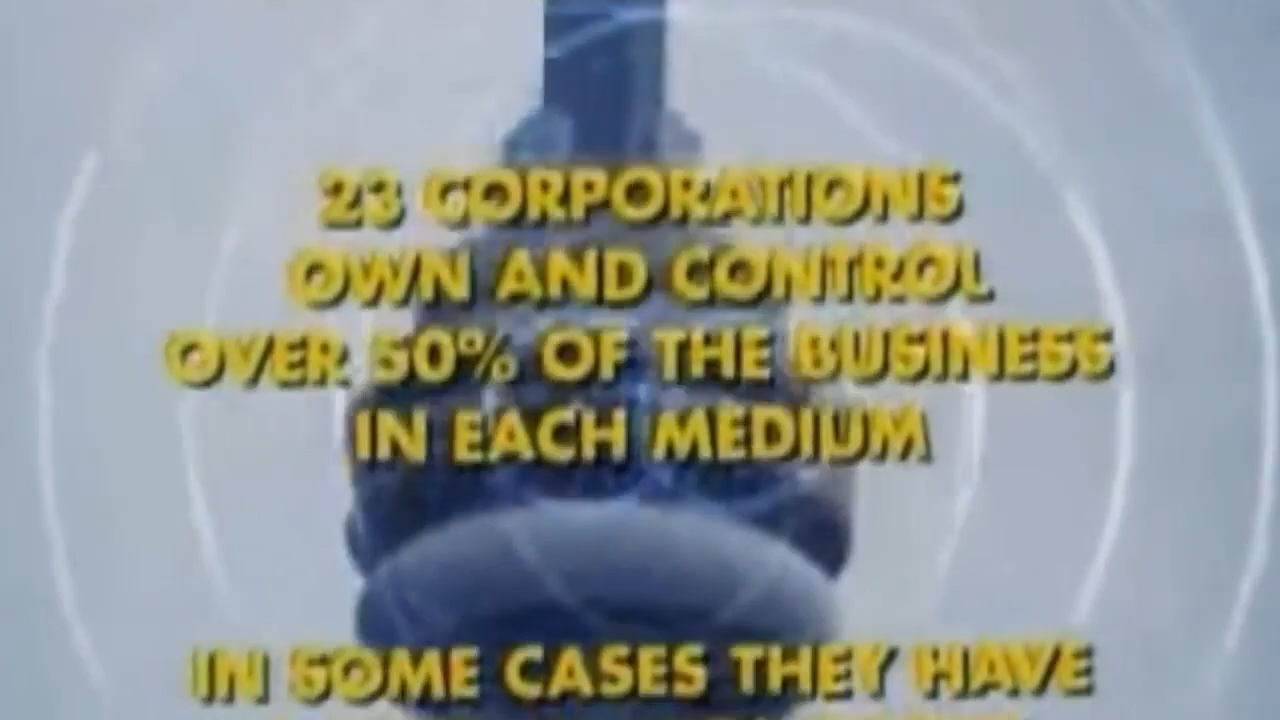 23 CORPORATIONS
OWN AND CONTROL
OVER 50% OF THE BUSINESS
IN EACH MEDIUM
IN SOME CASES THEY HAVE